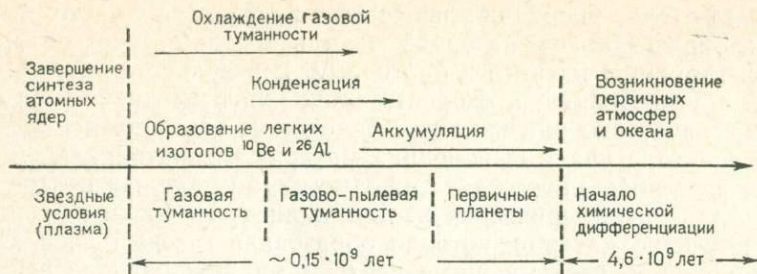 Охлаждение газовой
туманности
Завершение
синтеза
атомных
ядер
Конденсация
Образование легких
изотопов ¹⁰Be и ²⁶Al
Аккумуляция
Возникновение
первичных
атмосфер
и океана
Звездные
условия
(плазма)
Газовая
туманность
Газово-пылевая
туманность
Первичные
планеты
Начало
химической
дифференциации
~ 0,15·10⁹ лет
4,6·10⁹ лет